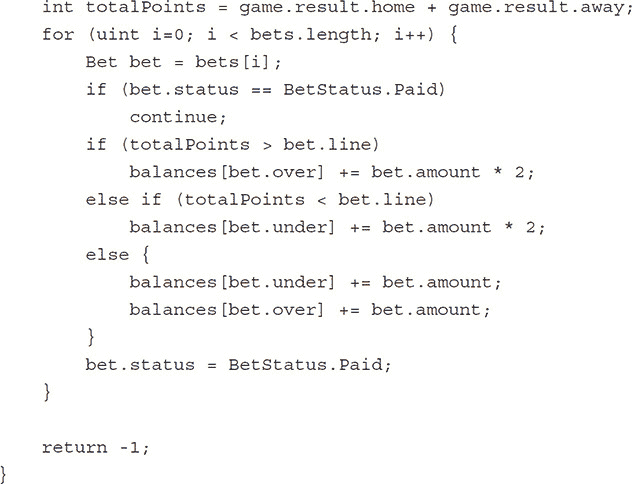 int totalPoints = game.result.home + game.result.away;
for (uint i=0; i < bets.length; i++) {
Bet bet = bets[i];
if (bet.status == BetStatus.Paid)
continue;
if (totalPoints > bet.line)
balances[bet.over] += bet.amount * 2;
else if (totalPoints < bet.line)
balances[bet.under] += bet.amount * 2;
else {
balances[bet.under] += bet.amount;
balances[bet.over] += bet.amount;
}
bet.status = BetStatus.Paid;
}
return -1;
}